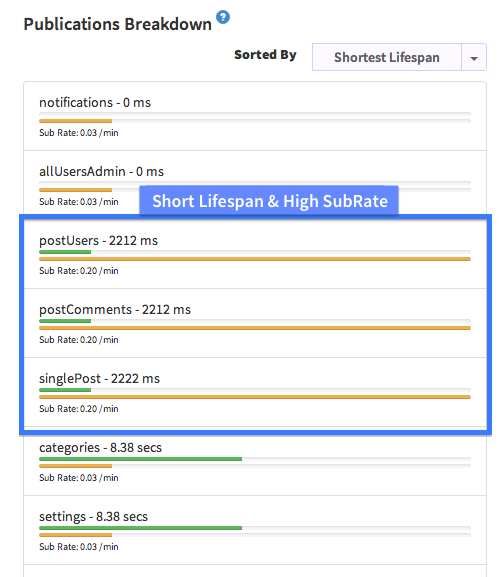 Publications Breakdown ?
Sorted By Shortest Lifespan
notifications - 0 ms
Sub Rate: 0.03 /min
allUsersAdmin - 0 ms
Sub Rate: 0.03 /min
Short Lifespan & High SubRate
postUsers - 2212 ms
Sub Rate: 0.20 /min
postComments - 2212 ms
Sub Rate: 0.20 /min
singlePost - 2222 ms
Sub Rate: 0.20 /min
categories - 8.38 secs
Sub Rate: 0.03 /min
settings - 8.38 secs
Sub Rate: 0.03 /min